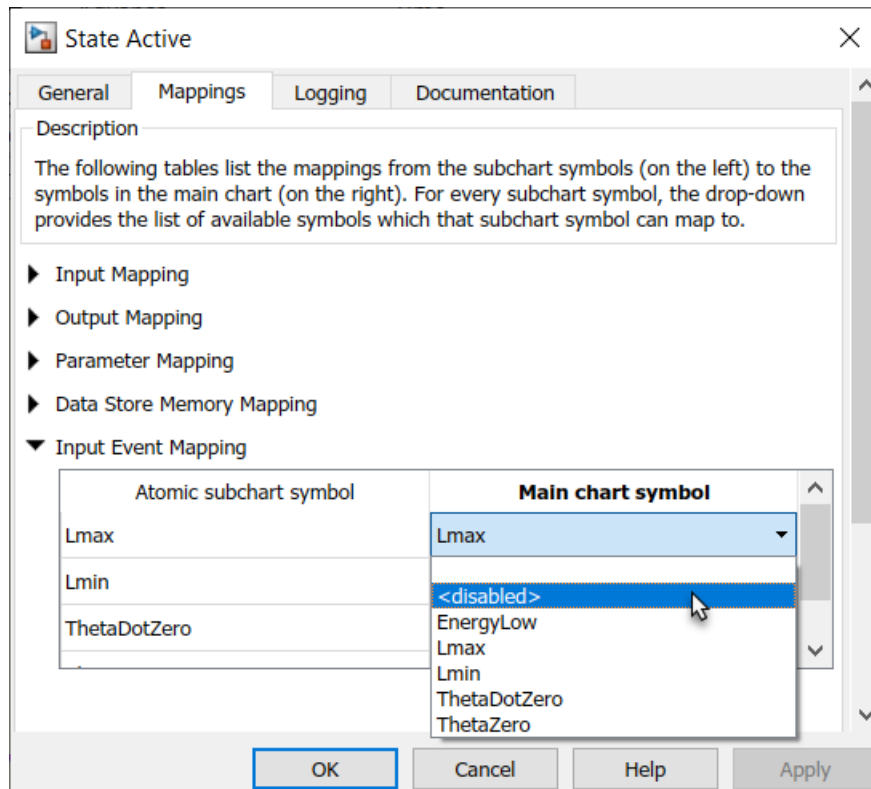 State Active
General
Mappings
Logging
Documentation
Description
The following tables list the mappings from the subchart symbols (on the left) to the
symbols in the main chart (on the right). For every subchart symbol, the drop-down
provides the list of available symbols which that subchart symbol can map to.
Input Mapping
Output Mapping
Parameter Mapping
Data Store Memory Mapping
Input Event Mapping
Atomic subchart symbol
Main chart symbol
Lmax
Lmax
Lmin
<disabled>
EnergyLow
ThetaDotZero
Lmax
Lmin
ThetaDotZero
ThetaZero
OK
Cancel
Help
Apply